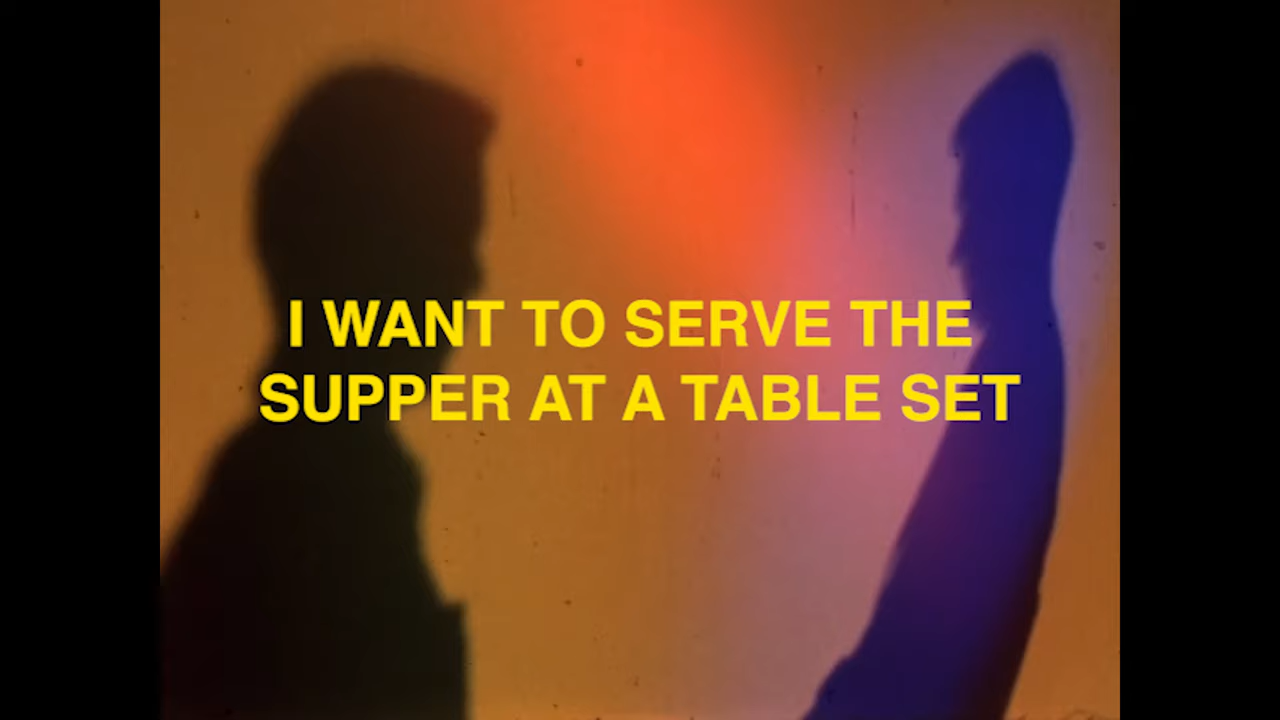 I WANT TO SERVE THE
SUPPER AT A TABLE SET